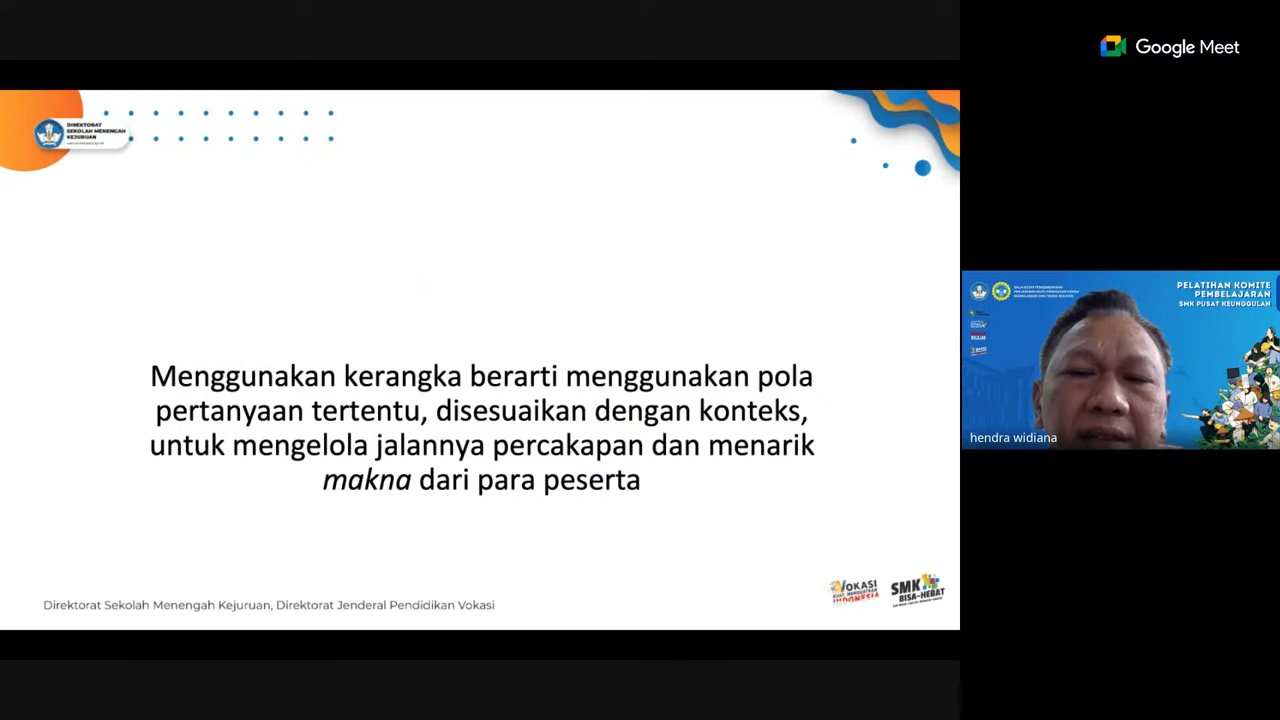 Google Meet
DIREKTORAT
SEKOLAH MENENGAH
KEJURUAN
Menggunakan kerangka berarti menggunakan pola
pertanyaan tertentu, disesuaikan dengan konteks,
untuk mengelola jalannya percakapan dan menarik
makna dari para peserta
PELATIHAN KOMITE
PEMBELAJARAN
SMK PUSAT KEUNGGULAN
hendra widiana
Direktorat Sekolah Menengah Kejuruan, Direktorat Jenderal Pendidikan Vokasi
VOKASI
INDONESIA
SMK
BISA-HEBAT